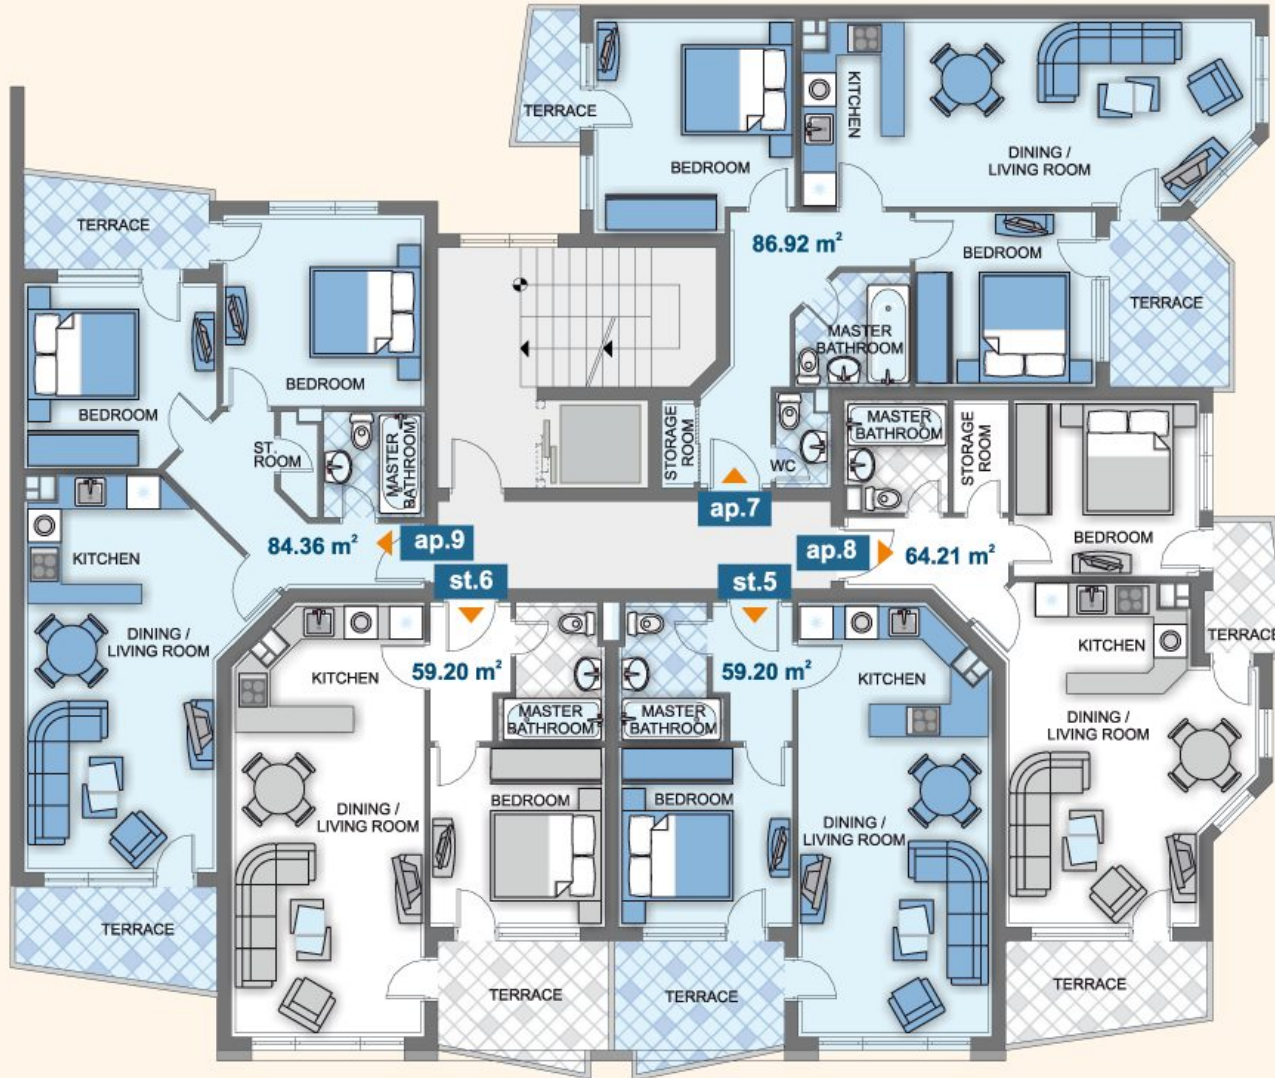 TERRACE
BEDROOM
KITCHEN
DINING /
LIVING ROOM
86.92 m²
BEDROOM
TERRACE
MASTER
BATHROOM
STORAGE
ROOM
WC
ap.7
TERRACE
BEDROOM
BEDROOM
ST.
ROOM
MASTER
BATHROOM
84.36 m²
ap.9
KITCHEN
DINING /
LIVING ROOM
TERRACE
MASTER
BATHROOM
STORAGE
ROOM
BEDROOM
ap.8
64.21 m²
KITCHEN
TERRACE
DINING /
LIVING ROOM
TERRACE
st.6
59.20 m²
KITCHEN
MASTER
BATHROOM
DINING /
LIVING ROOM
BEDROOM
TERRACE
st.5
59.20 m²
KITCHEN
MASTER
BATHROOM
BEDROOM
DINING /
LIVING ROOM
TERRACE